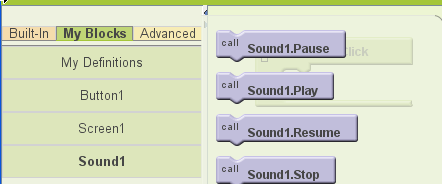 Built-In My Blocks Advanced
My Definitions
Button1
Screen1
Sound1
call Sound1.Pause
Click
call Sound1.Play
call Sound1.Resume
call Sound1.Stop